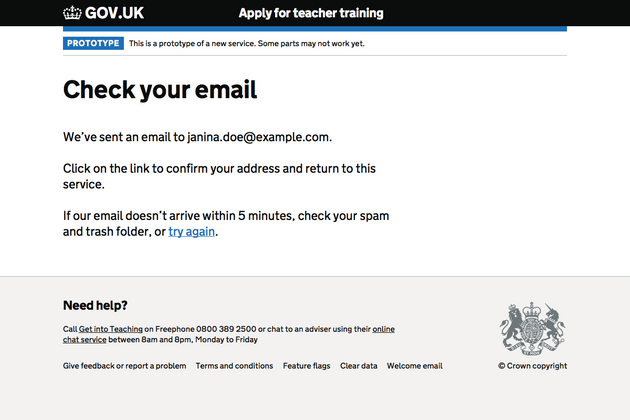 GOV.UK Apply for teacher training
PROTOTYPE This is a prototype of a new service. Some parts may not work yet.
Check your email
We’ve sent an email to janina.doe@example.com.
Click on the link to confirm your address and return to this
service.
If our email doesn’t arrive within 5 minutes, check your spam
and trash folder, or try again.
Need help?
Call Get into Teaching on Freephone 0800 389 2500 or chat to an adviser using their online
chat service between 8am and 8pm, Monday to Friday
Give feedback or report a problem Terms and conditions Feature flags Clear data Welcome email
© Crown copyright